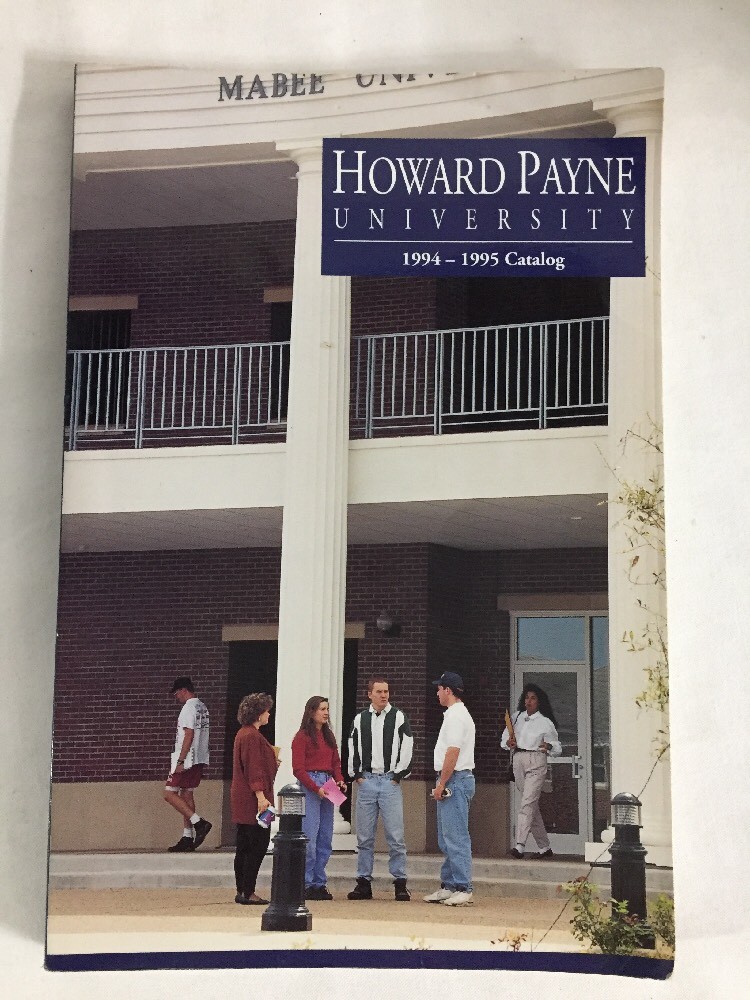 MABEE
HOWARD PAYNE
UNIVERSITY
1994 – 1995 Catalog